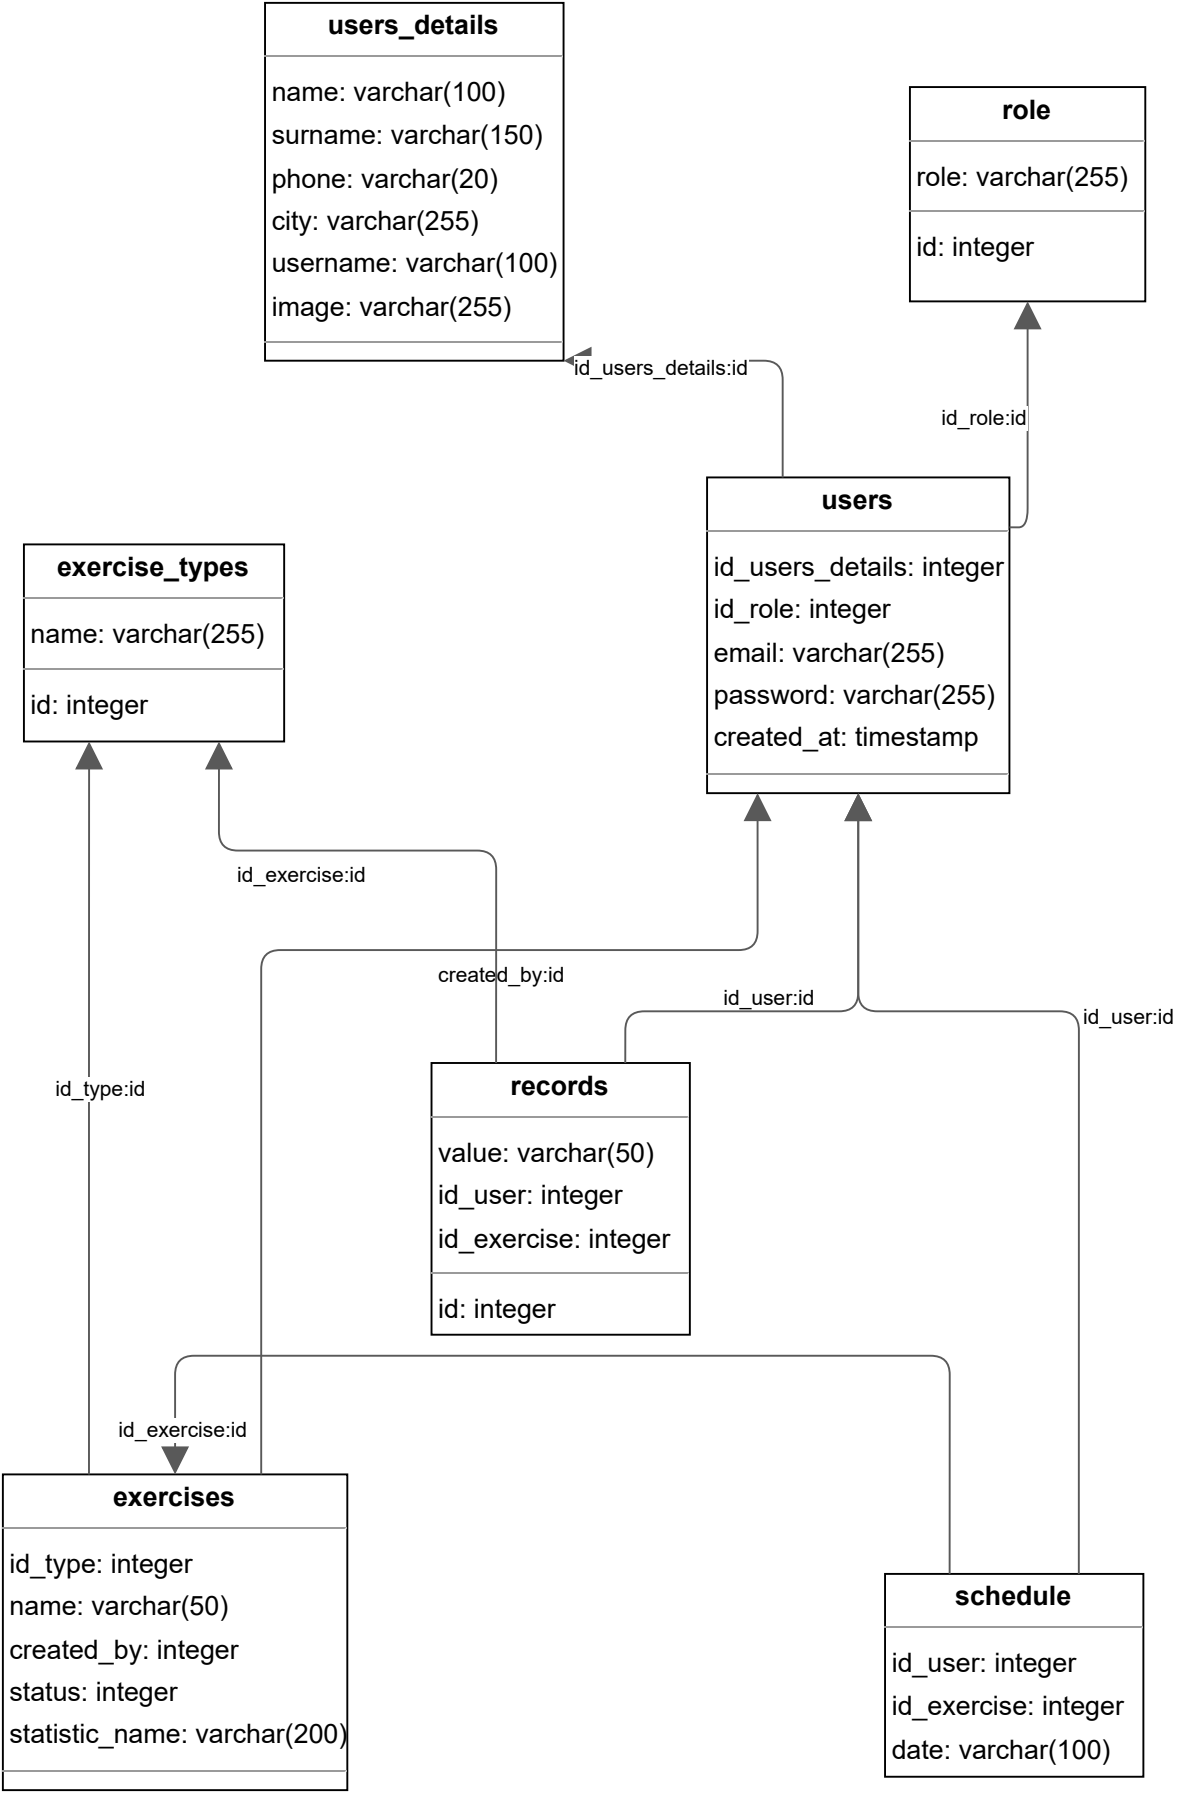 users_details
name: varchar(100)
surname: varchar(150)
phone: varchar(20)
city: varchar(255)
username: varchar(100)
image: varchar(255)
role
role: varchar(255)
id: integer
id_users_details:id
id_role:id
users
id_users_details: integer
id_role: integer
email: varchar(255)
password: varchar(255)
created_at: timestamp
exercise_types
name: varchar(255)
id: integer
id_exercise:id
created_by:id
id_user:id
id_user:id
id_type:id
records
value: varchar(50)
id_user: integer
id_exercise: integer
id: integer
id_exercise:id
exercises
id_type: integer
name: varchar(50)
created_by: integer
status: integer
statistic_name: varchar(200)
schedule
id_user: integer
id_exercise: integer
date: varchar(100)